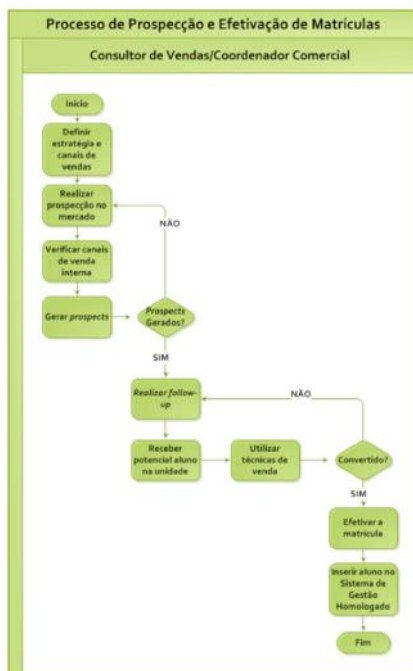 Processo de Prospecção e Efetivação de Matrículas
Consultor de Vendas/Coordenador Comercial
Início
Definir
estratégia e
canais de
vendas
Realizar
prospecção no
mercado
NÃO
Verificar canais
de venda
interna
Gerar prospects
Prospects
Gerados?
SIM
Realizar follow-
up
NÃO
Receber
potencial aluno
na unidade
Utilizar
técnicas de
venda
Convertido?
SIM
Efetivar a
matrícula
Inserir aluno no
Sistema de
Gestão
Homologado
Fim